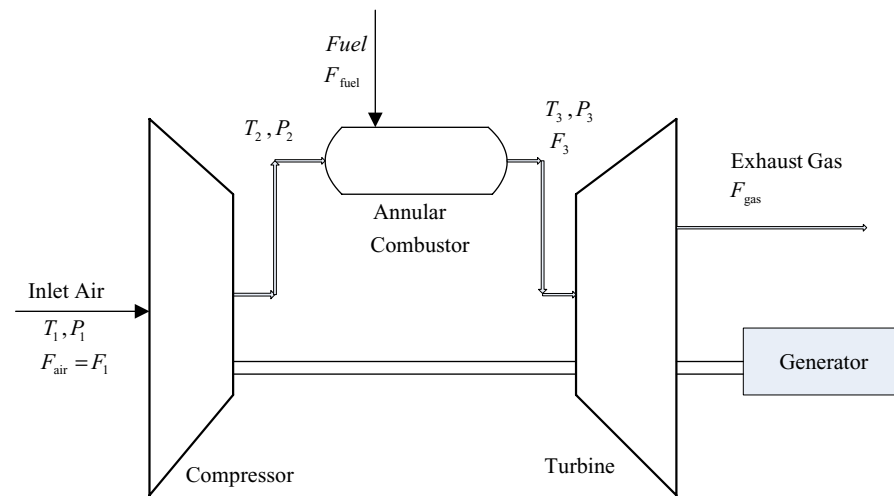 Fuel
F_fuel
T_2, P_2
T_3, P_3
F_3
Annular
Combustor
Exhaust Gas
F_gas
Inlet Air
T_1, P_1
F_air = F_1
Generator
Compressor
Turbine